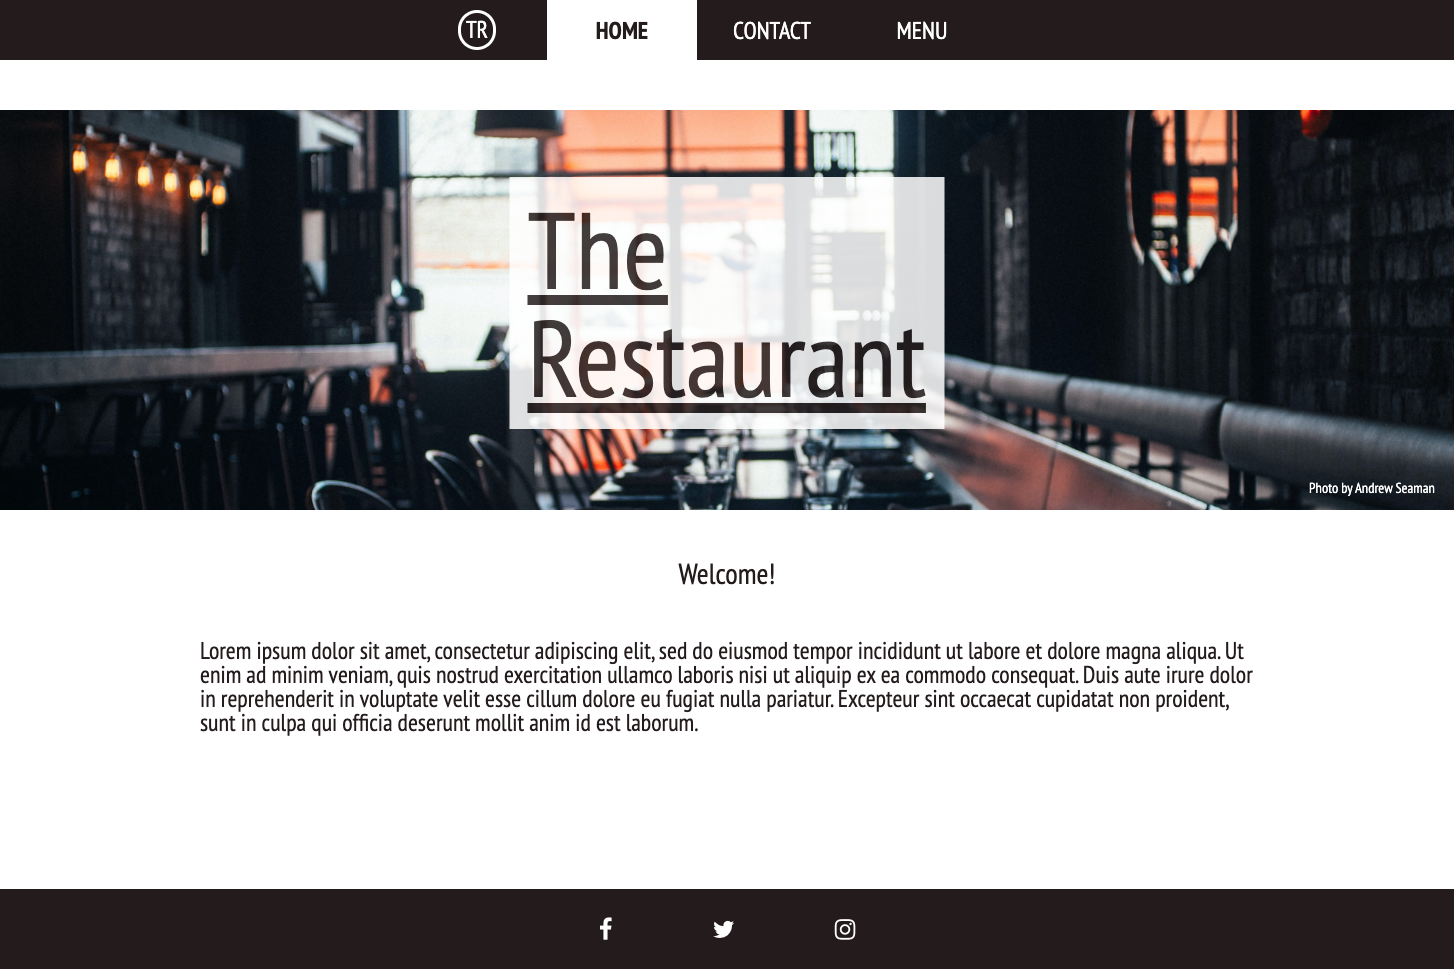 TR
HOME
CONTACT
MENU
The
Restaurant
Photo by Andrew Seaman
Welcome!
Lorem ipsum dolor sit amet, consectetur adipiscing elit, sed do eiusmod tempor incididunt ut labore et dolore magna aliqua. Ut
enim ad minim veniam, quis nostrud exercitation ullamco laboris nisi ut aliquip ex ea commodo consequat. Duis aute irure dolor
in reprehenderit in voluptate velit esse cillum dolore eu fugiat nulla pariatur. Excepteur sint occaecat cupidatat non proident,
sunt in culpa qui officia deserunt mollit anim id est laborum.